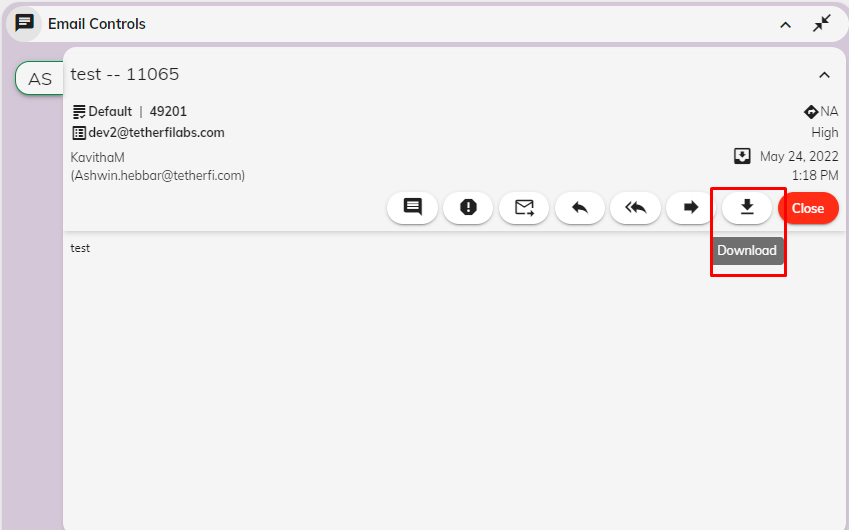 Email Controls
AS
test -- 11065
Default | 49201
NA
dev2@tetherfilabs.com
High
KavithaM
May 24, 2022
(Ashwin.hebbar@tetherfi.com)
1:18 PM
Close
test
Download